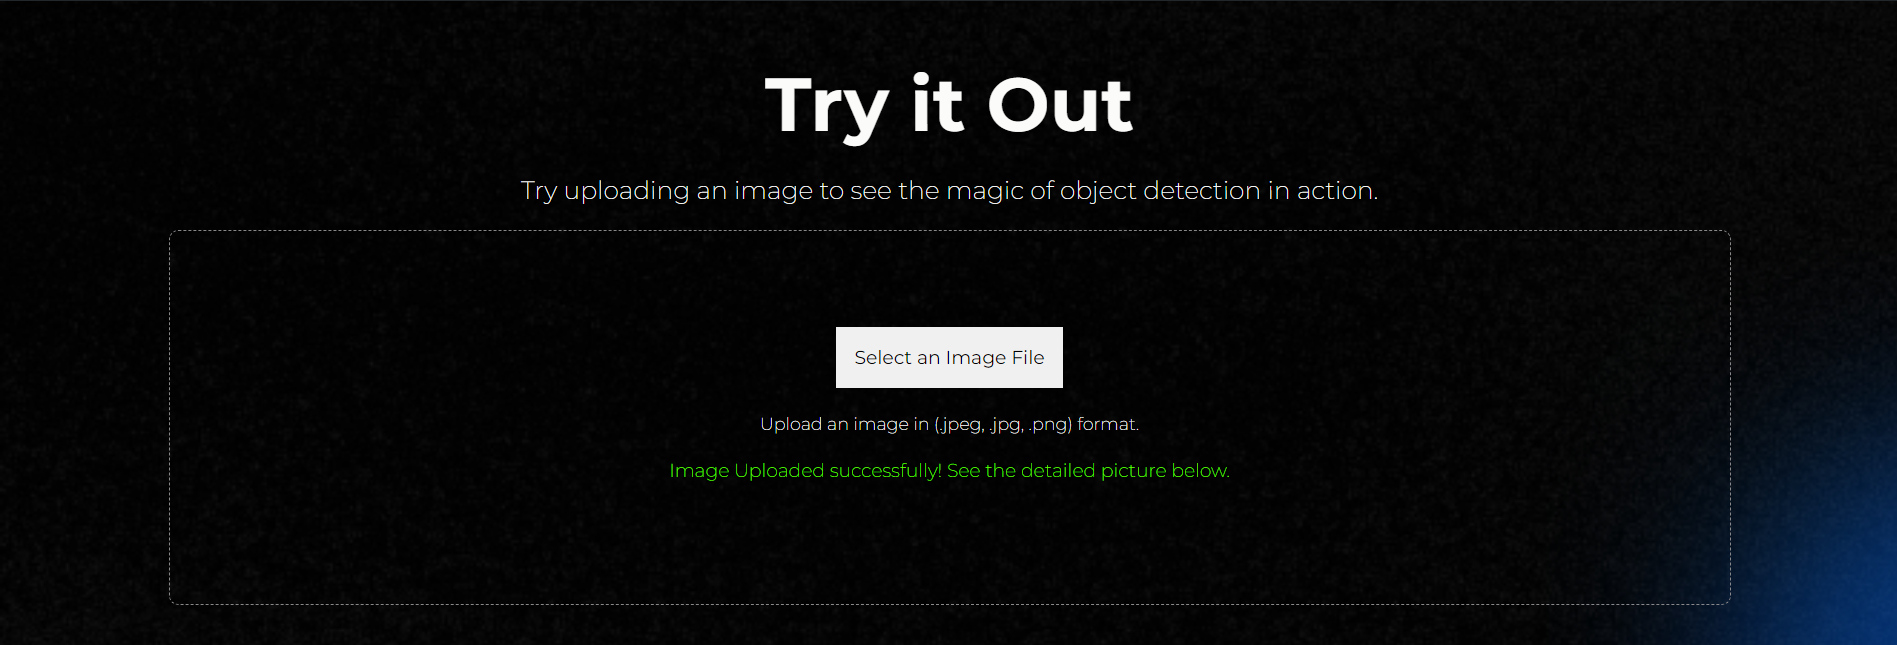 Try it Out
Try uploading an image to see the magic of object detection in action.
Select an Image File
Upload an image in (.jpeg, .jpg, .png) format.
Image Uploaded successfully! See the detailed picture below.